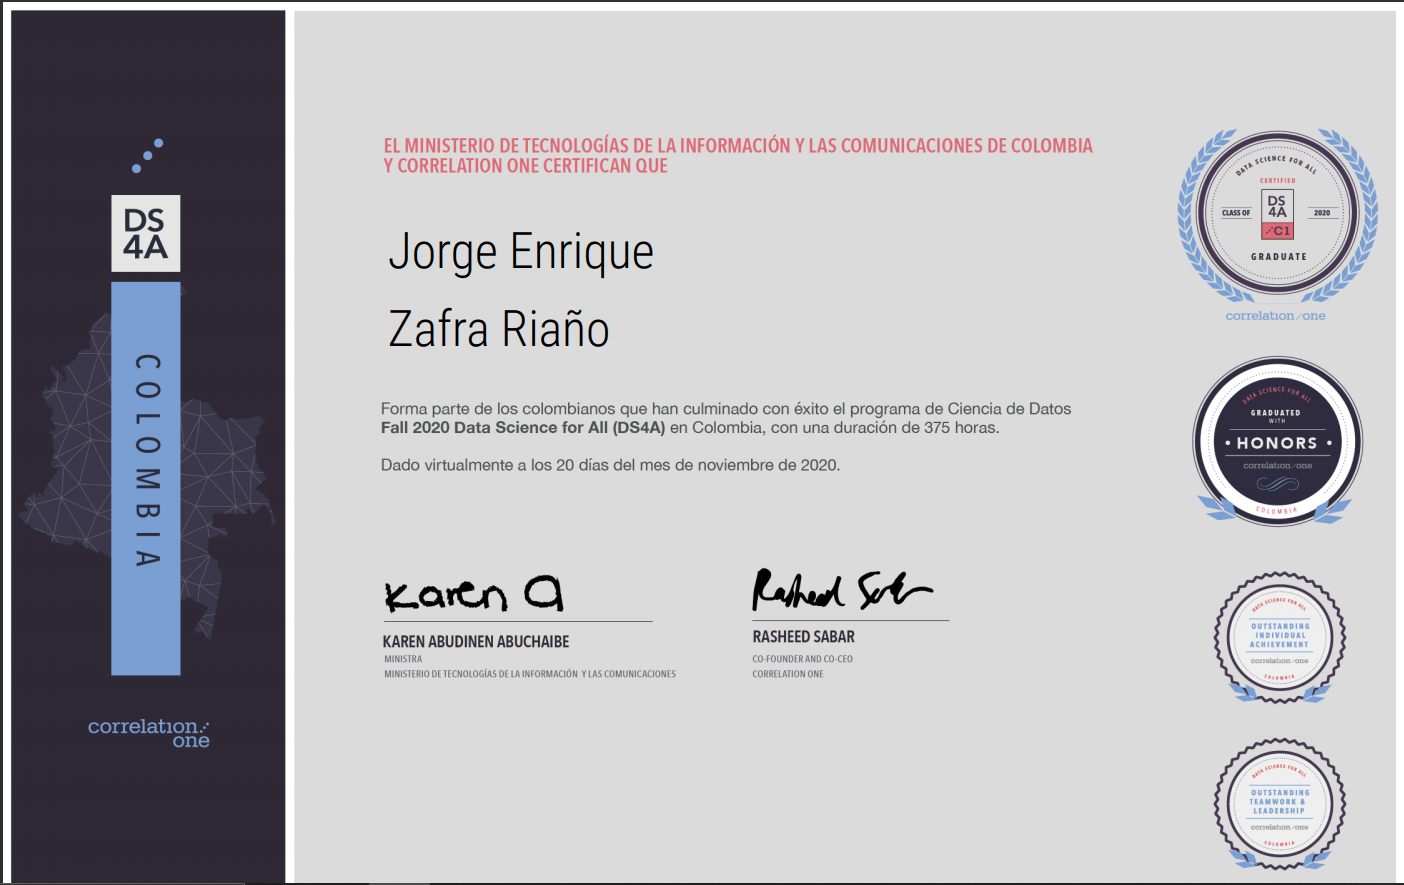 DS
4A
COLOMBIA
correlation
one
EL MINISTERIO DE TECNOLOGÍAS DE LA INFORMACIÓN Y LAS COMUNICACIONES DE COLOMBIA
Y CORRELATION ONE CERTIFICAN QUE
Jorge Enrique
Zafra Riaño
Forma parte de los colombianos que han culminado con éxito el programa de Ciencia de Datos
Fall 2020 Data Science for All (DS4A) en Colombia, con una duración de 375 horas.
Dado virtualmente a los 20 días del mes de noviembre de 2020.
Karen A
KAREN ABUDINEN ABUCHAIBE
MINISTRA
MINISTERIO DE TECNOLOGÍAS DE LA INFORMACIÓN Y LAS COMUNICACIONES
Rasheed Sabar
RASHEED SABAR
CO-FOUNDER AND CO-CEO
CORRELATION ONE
DATA SCIENCE FOR ALL
CERTIFIED
CLASS OF
DS
4A
C1
2020
GRADUATE
correlation one
DATA SCIENCE FOR ALL
GRADUATED
WITH
• HONORS •
correlation one
COLOMBIA
DATA SCIENCE FOR ALL
OUTSTANDING
INDIVIDUAL
ACHIEVEMENT
correlation one
COLOMBIA
DATA SCIENCE FOR ALL
OUTSTANDING
TEAMWORK &
LEADERSHIP
correlation one
COLOMBIA